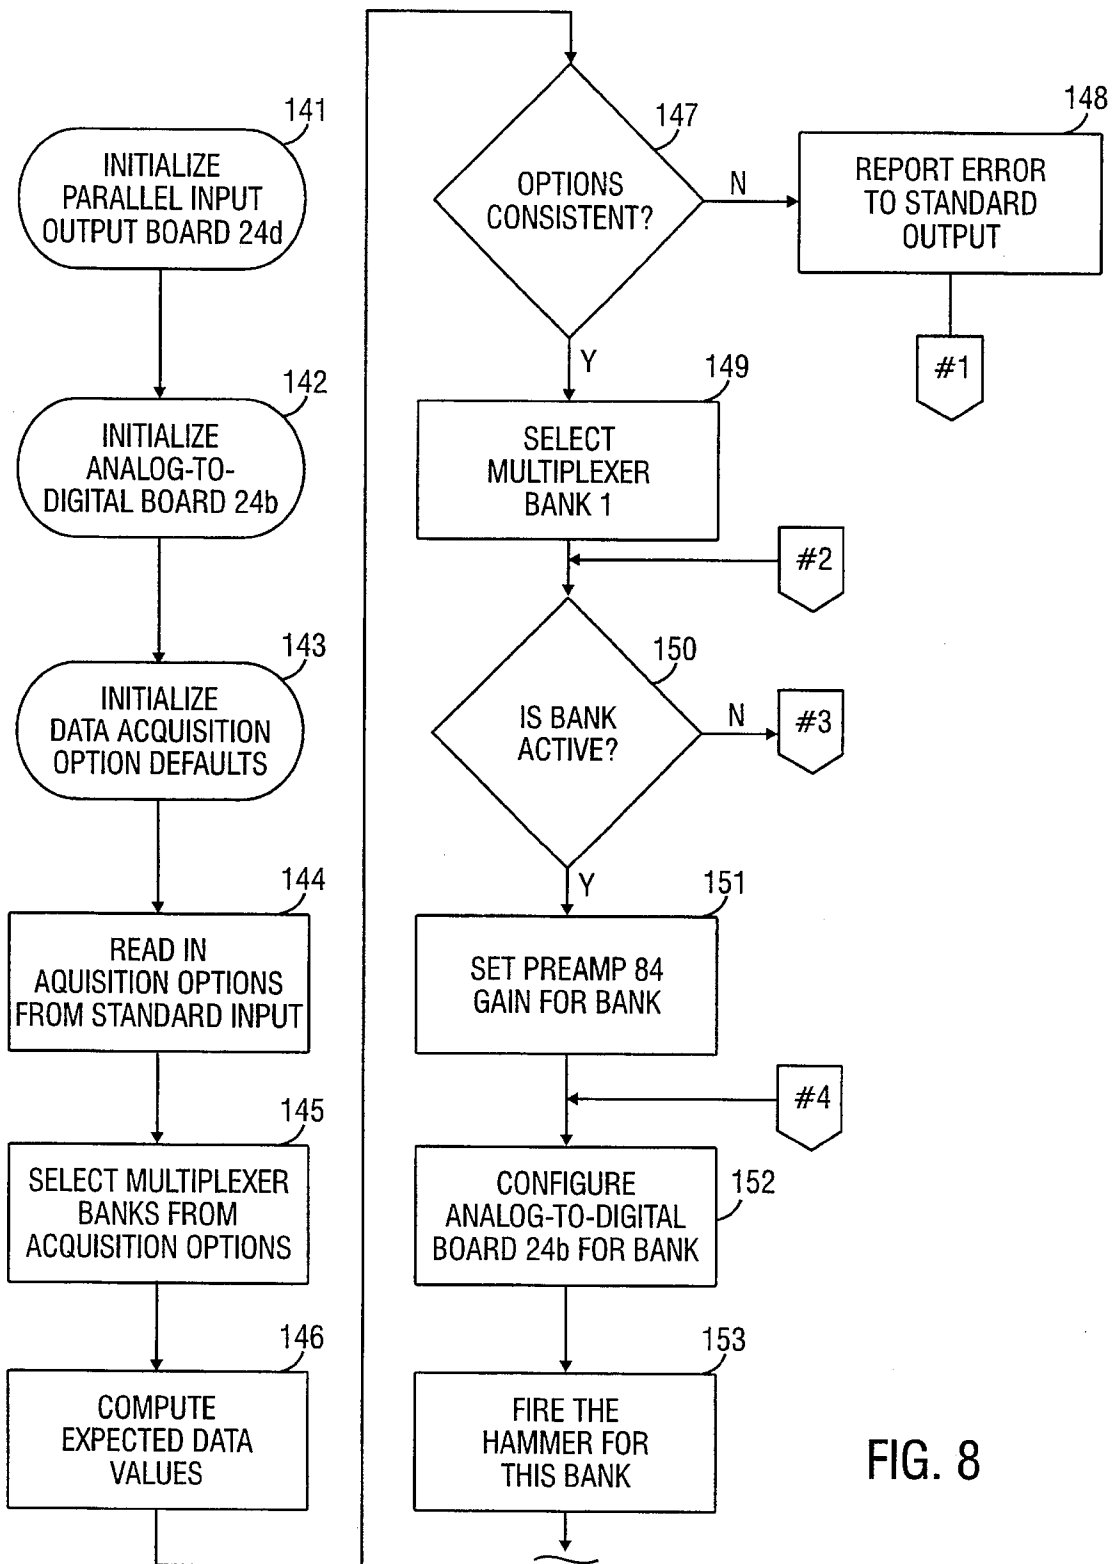 141
INITIALIZE
PARALLEL INPUT
OUTPUT BOARD 24d
142
INITIALIZE
ANALOG-TO-
DIGITAL BOARD 24b
143
INITIALIZE
DATA ACQUISITION
OPTION DEFAULTS
144
READ IN
AQUISITION OPTIONS
FROM STANDARD INPUT
145
SELECT MULTIPLEXER
BANKS FROM
ACQUISITION OPTIONS
146
COMPUTE
EXPECTED DATA
VALUES
147
OPTIONS
CONSISTENT?
N
148
REPORT ERROR
TO STANDARD
OUTPUT
#1
Y
149
SELECT
MULTIPLEXER
BANK 1
#2
150
IS BANK
ACTIVE?
N
#3
Y
151
SET PREAMP 84
GAIN FOR BANK
#4
152
CONFIGURE
ANALOG-TO-DIGITAL
BOARD 24b FOR BANK
153
FIRE THE
HAMMER FOR
THIS BANK
FIG. 8